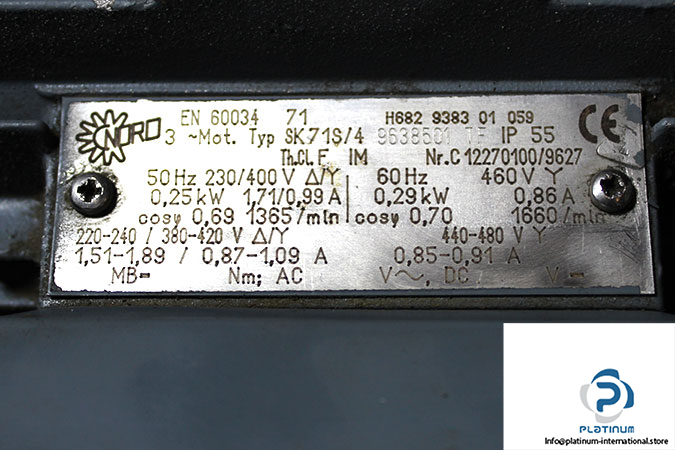 NORD
EN 60034 71 H682 9383 01 059
3 ~Mot. Typ SK71S/4 9638501 TF IP 55 CE
Th.Cl. F IM Nr.C 12270100/9627
50 Hz 230/400 V Δ/Y 60 Hz 460 V Y
0,25 kW 1,71/0,99 A 0,29 kW 0,86 A
cosφ 0,69 1365/min cosφ 0,70 1660/min
220-240 / 380-420 V Δ/Y 440-480 V Y
1,51-1,89 / 0,87-1,09 A 0,85-0,91 A
MB= Nm; AC V~, DC V=
PLATINUM
Info@platinum-international.store